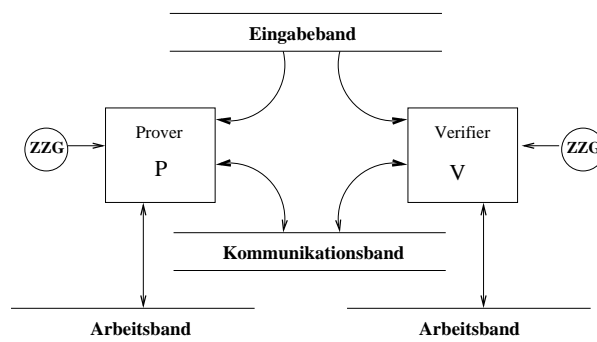 Eingabeband
Prover
Verifier
ZZG
ZZG
P
V
Kommunikationsband
Arbeitsband
Arbeitsband